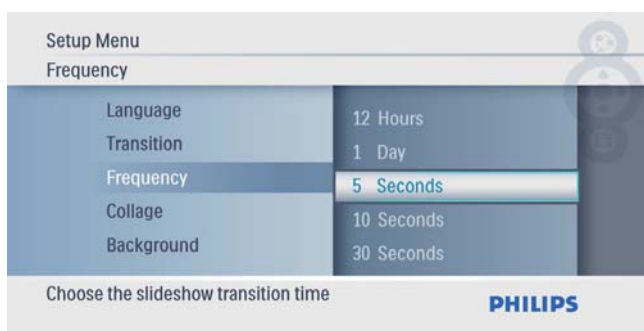 Setup Menu
Frequency
Language
Transition
Frequency
Collage
Background
12 Hours
1 Day
5 Seconds
10 Seconds
30 Seconds
Choose the slideshow transition time
PHILIPS